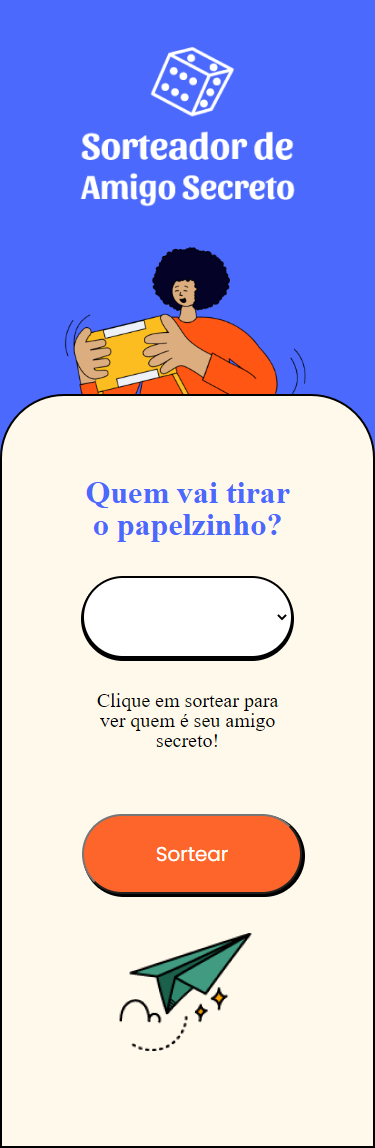 Sorteador de
Amigo Secreto
Quem vai tirar
o papelzinho?
Clique em sortear para
ver quem é seu amigo
secreto!
Sortear